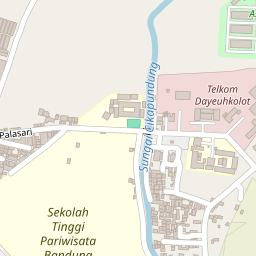 Telkom
Dayeuhkolot
Sungai Cikapundung
Palasari
Sekolah
Tinggi
Pariwisata
Bandung